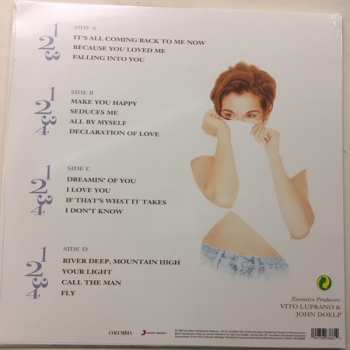 SIDE A
1 IT'S ALL COMING BACK TO ME NOW
2 BECAUSE YOU LOVED ME
3 FALLING INTO YOU
SIDE B
1 MAKE YOU HAPPY
2 SEDUCES ME
3 ALL BY MYSELF
4 DECLARATION OF LOVE
SIDE C
1 DREAMIN' OF YOU
2 I LOVE YOU
3 IF THAT'S WHAT IT TAKES
4 I DON'T KNOW
SIDE D
1 RIVER DEEP, MOUNTAIN HIGH
2 YOUR LIGHT
3 CALL THE MAN
4 FLY
Executive Producers
VITO LUPRANO &
JOHN DOELP
COLUMBIA